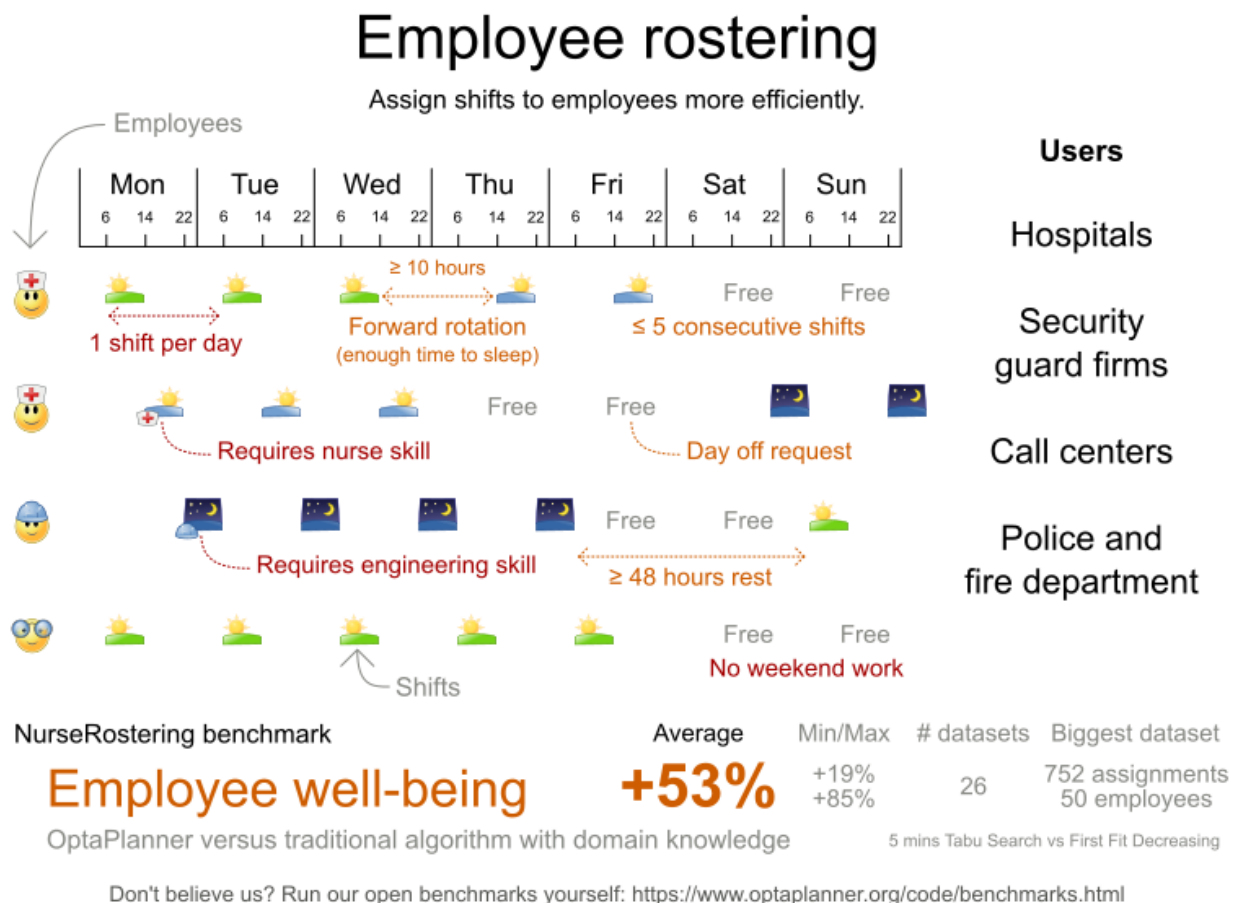 Employee rostering
Assign shifts to employees more efficiently.
Employees
Users
Mon Tue Wed Thu Fri Sat Sun
6 14 22 6 14 22 6 14 22 6 14 22 6 14 22 6 14 22 6 14 22
Hospitals
≥ 10 hours
Free Free
1 shift per day
Forward rotation
(enough time to sleep)
≤ 5 consecutive shifts
Security
guard firms
Free Free
Requires nurse skill
Day off request
Call centers
Free Free
Requires engineering skill
≥ 48 hours rest
Police and
fire department
Free Free
No weekend work
Shifts
NurseRostering benchmark
Average Min/Max # datasets Biggest dataset
Employee well-being
+53%
+19%
+85%
26
752 assignments
50 employees
OptaPlanner versus traditional algorithm with domain knowledge
5 mins Tabu Search vs First Fit Decreasing
Don't believe us? Run our open benchmarks yourself: https://www.optaplanner.org/code/benchmarks.html